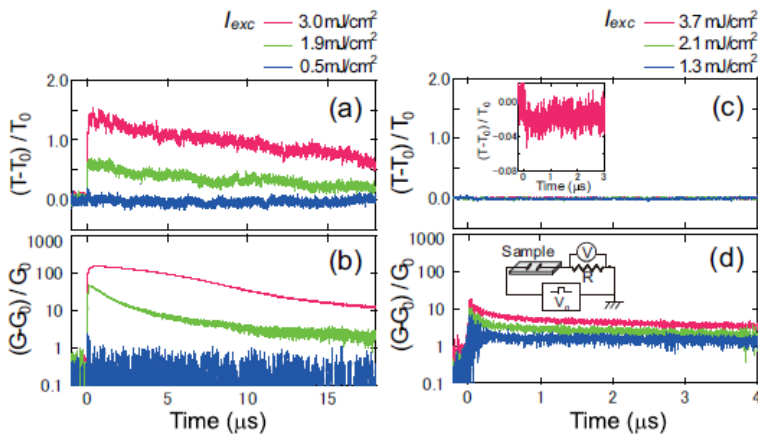 I_exc
3.0 mJ/cm²
1.9 mJ/cm²
0.5 mJ/cm²
I_exc
3.7 mJ/cm²
2.1 mJ/cm²
1.3 mJ/cm²
(T-T₀) / T₀
2.0
1.0
0.0
(a)
(T-T₀) / T₀
2.0
1.0
0.0
(c)
(T-T₀) / T₀
0.00
−0.04
−0.08
0 1 2 3
Time (μs)
(G-G₀) / G₀
1000
100
10
1
0.1
(b)
0 5 10 15
Time (μs)
(G-G₀) / G₀
1000
100
10
1
0.1
(d)
Sample
V
R
0 1 2 3 4
Time (μs)